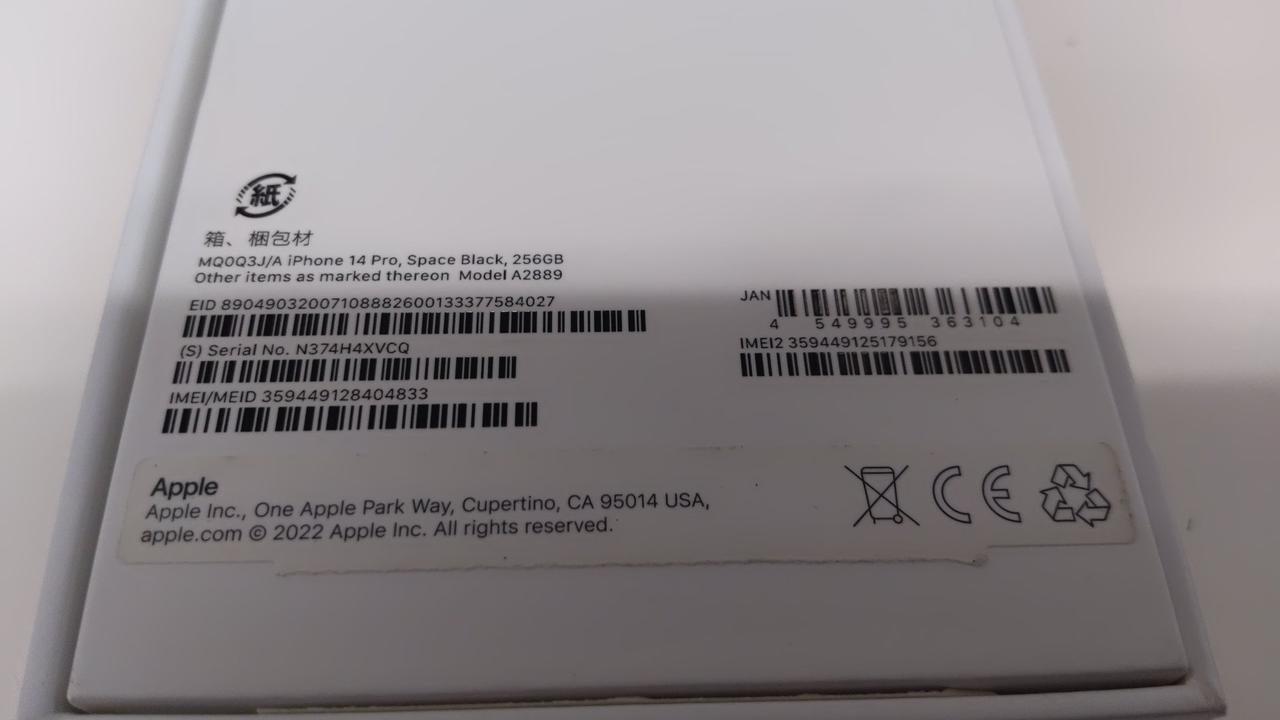 紙
箱、梱包材
MQ0Q3J/A iPhone 14 Pro, Space Black, 256GB
Other items as marked thereon Model A2889
EID 89049032007108882600133377584027
(S) Serial No. N374H4XVCQ
IMEI/MEID 359449128404833
JAN
4 549995 363104
IMEI2 359449125179156
Apple
Apple Inc., One Apple Park Way, Cupertino, CA 95014 USA,
apple.com © 2022 Apple Inc. All rights reserved.
CE